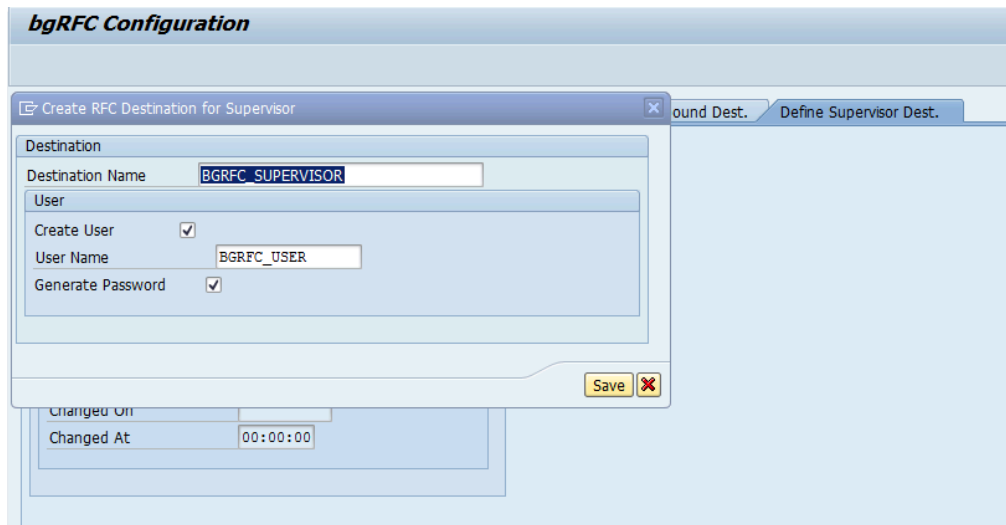 bgRFC Configuration
Create RFC Destination for Supervisor
ound Dest.
Define Supervisor Dest.
Destination
Destination Name BGRFC_SUPERVISOR
User
Create User
User Name BGRFC_USER
Generate Password
Save
Changed On
Changed At 00:00:00